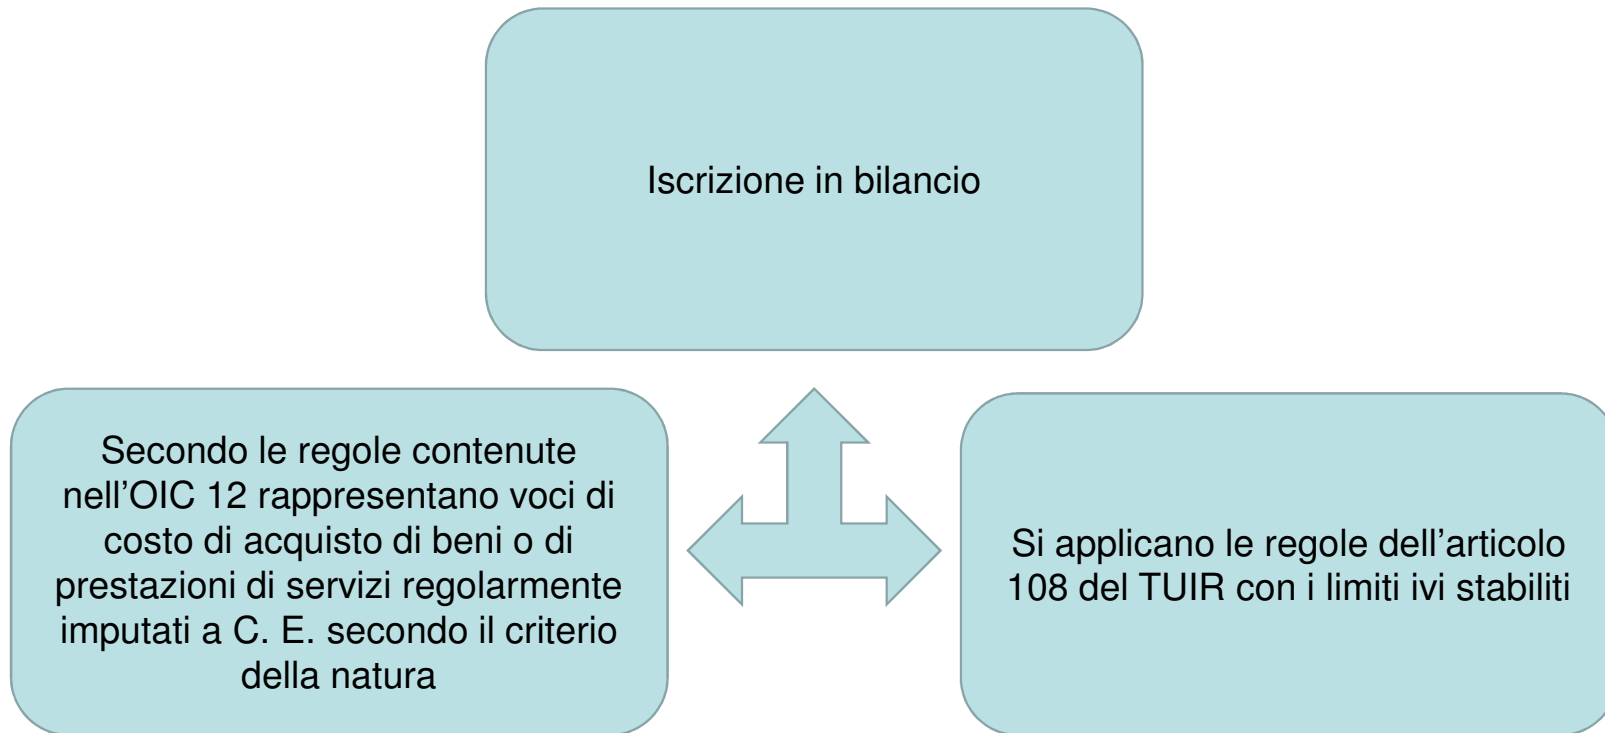 Iscrizione in bilancio
Secondo le regole contenute
nell’OIC 12 rappresentano voci di
costo di acquisto di beni o di
prestazioni di servizi regolarmente
imputati a C. E. secondo il criterio
della natura
Si applicano le regole dell’articolo
108 del TUIR con i limiti ivi stabiliti